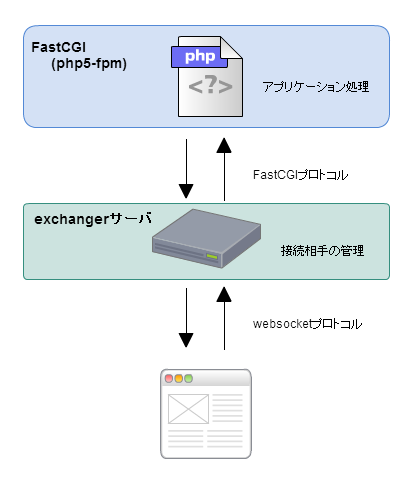 FastCGI
(php5-fpm)
php
<?>
アプリケーション処理
FastCGIプロトコル
exchangerサーバ
接続相手の管理
websocketプロトコル